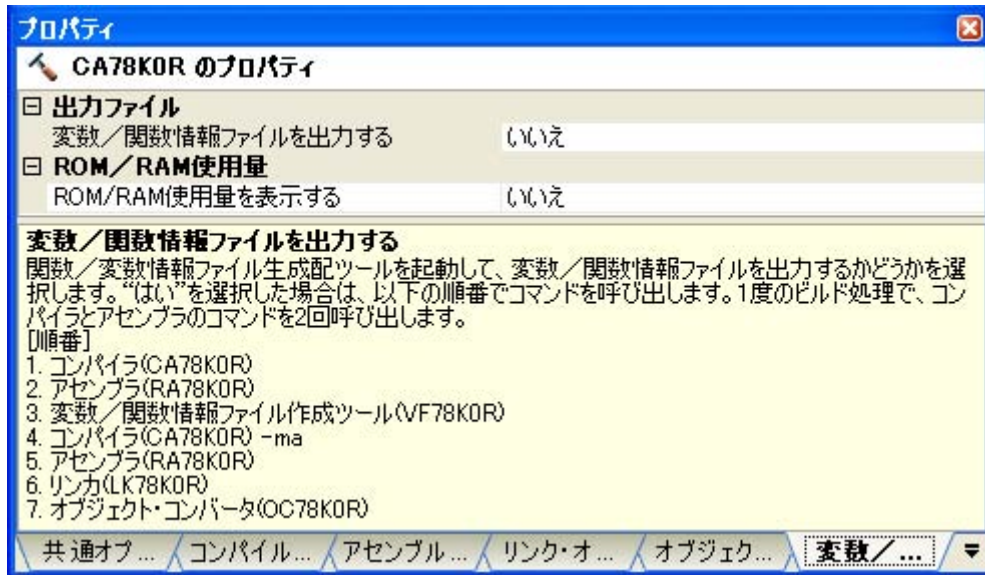 プロパティ
CA78K0R のプロパティ
出力ファイル
変数／関数情報ファイルを出力する いいえ
ROM／RAM使用量
ROM/RAM使用量を表示する いいえ
変数／関数情報ファイルを出力する
関数／変数情報ファイル生成配ツールを起動して、変数／関数情報ファイルを出力するかどうかを選
択します。“はい”を選択した場合は、以下の順番でコマンドを呼び出します。1度のビルド処理で、コン
パイラとアセンブラのコマンドを2回呼び出します。
[順番]
1. コンパイラ(CA78K0R)
2. アセンブラ(RA78K0R)
3. 変数／関数情報ファイル作成ツール(VF78K0R)
4. コンパイラ(CA78K0R) -ma
5. アセンブラ(RA78K0R)
6. リンカ(LK78K0R)
7. オブジェクト・コンバータ(OC78K0R)
共通オプ... コンパイル... アセンブル... リンク・オ... オブジェク... 変数／...